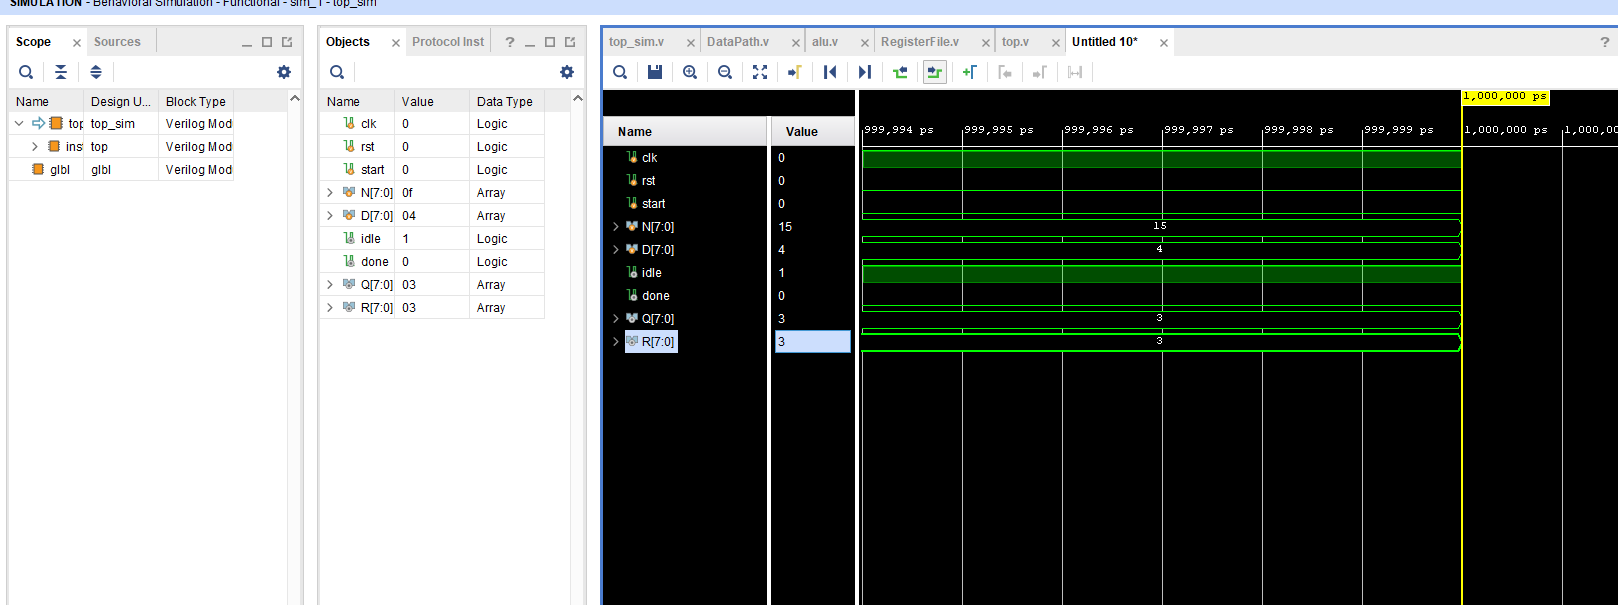 SIMULATION - Behavioral Simulation - Functional - sim_1 - top_sim
Scope Sources
Name Design U... Block Type
top top_sim Verilog Mod
ins top Verilog Mod
glbl glbl Verilog Mod
Objects Protocol Inst ?
Name Value Data Type
clk 0 Logic
rst 0 Logic
start 0 Logic
N[7:0] 0f Array
D[7:0] 04 Array
idle 1 Logic
done 0 Logic
Q[7:0] 03 Array
R[7:0] 03 Array
top_sim.v DataPath.v alu.v RegisterFile.v top.v Untitled 10* ?
1,000,000 ps
Name Value
999,994 ps 999,995 ps 999,996 ps 999,997 ps 999,998 ps 999,999 ps 1,000,000 ps 1,000,00
clk 0
rst 0
start 0
N[7:0] 15 15
D[7:0] 4 4
idle 1
done 0
Q[7:0] 3 3
R[7:0] 3 3